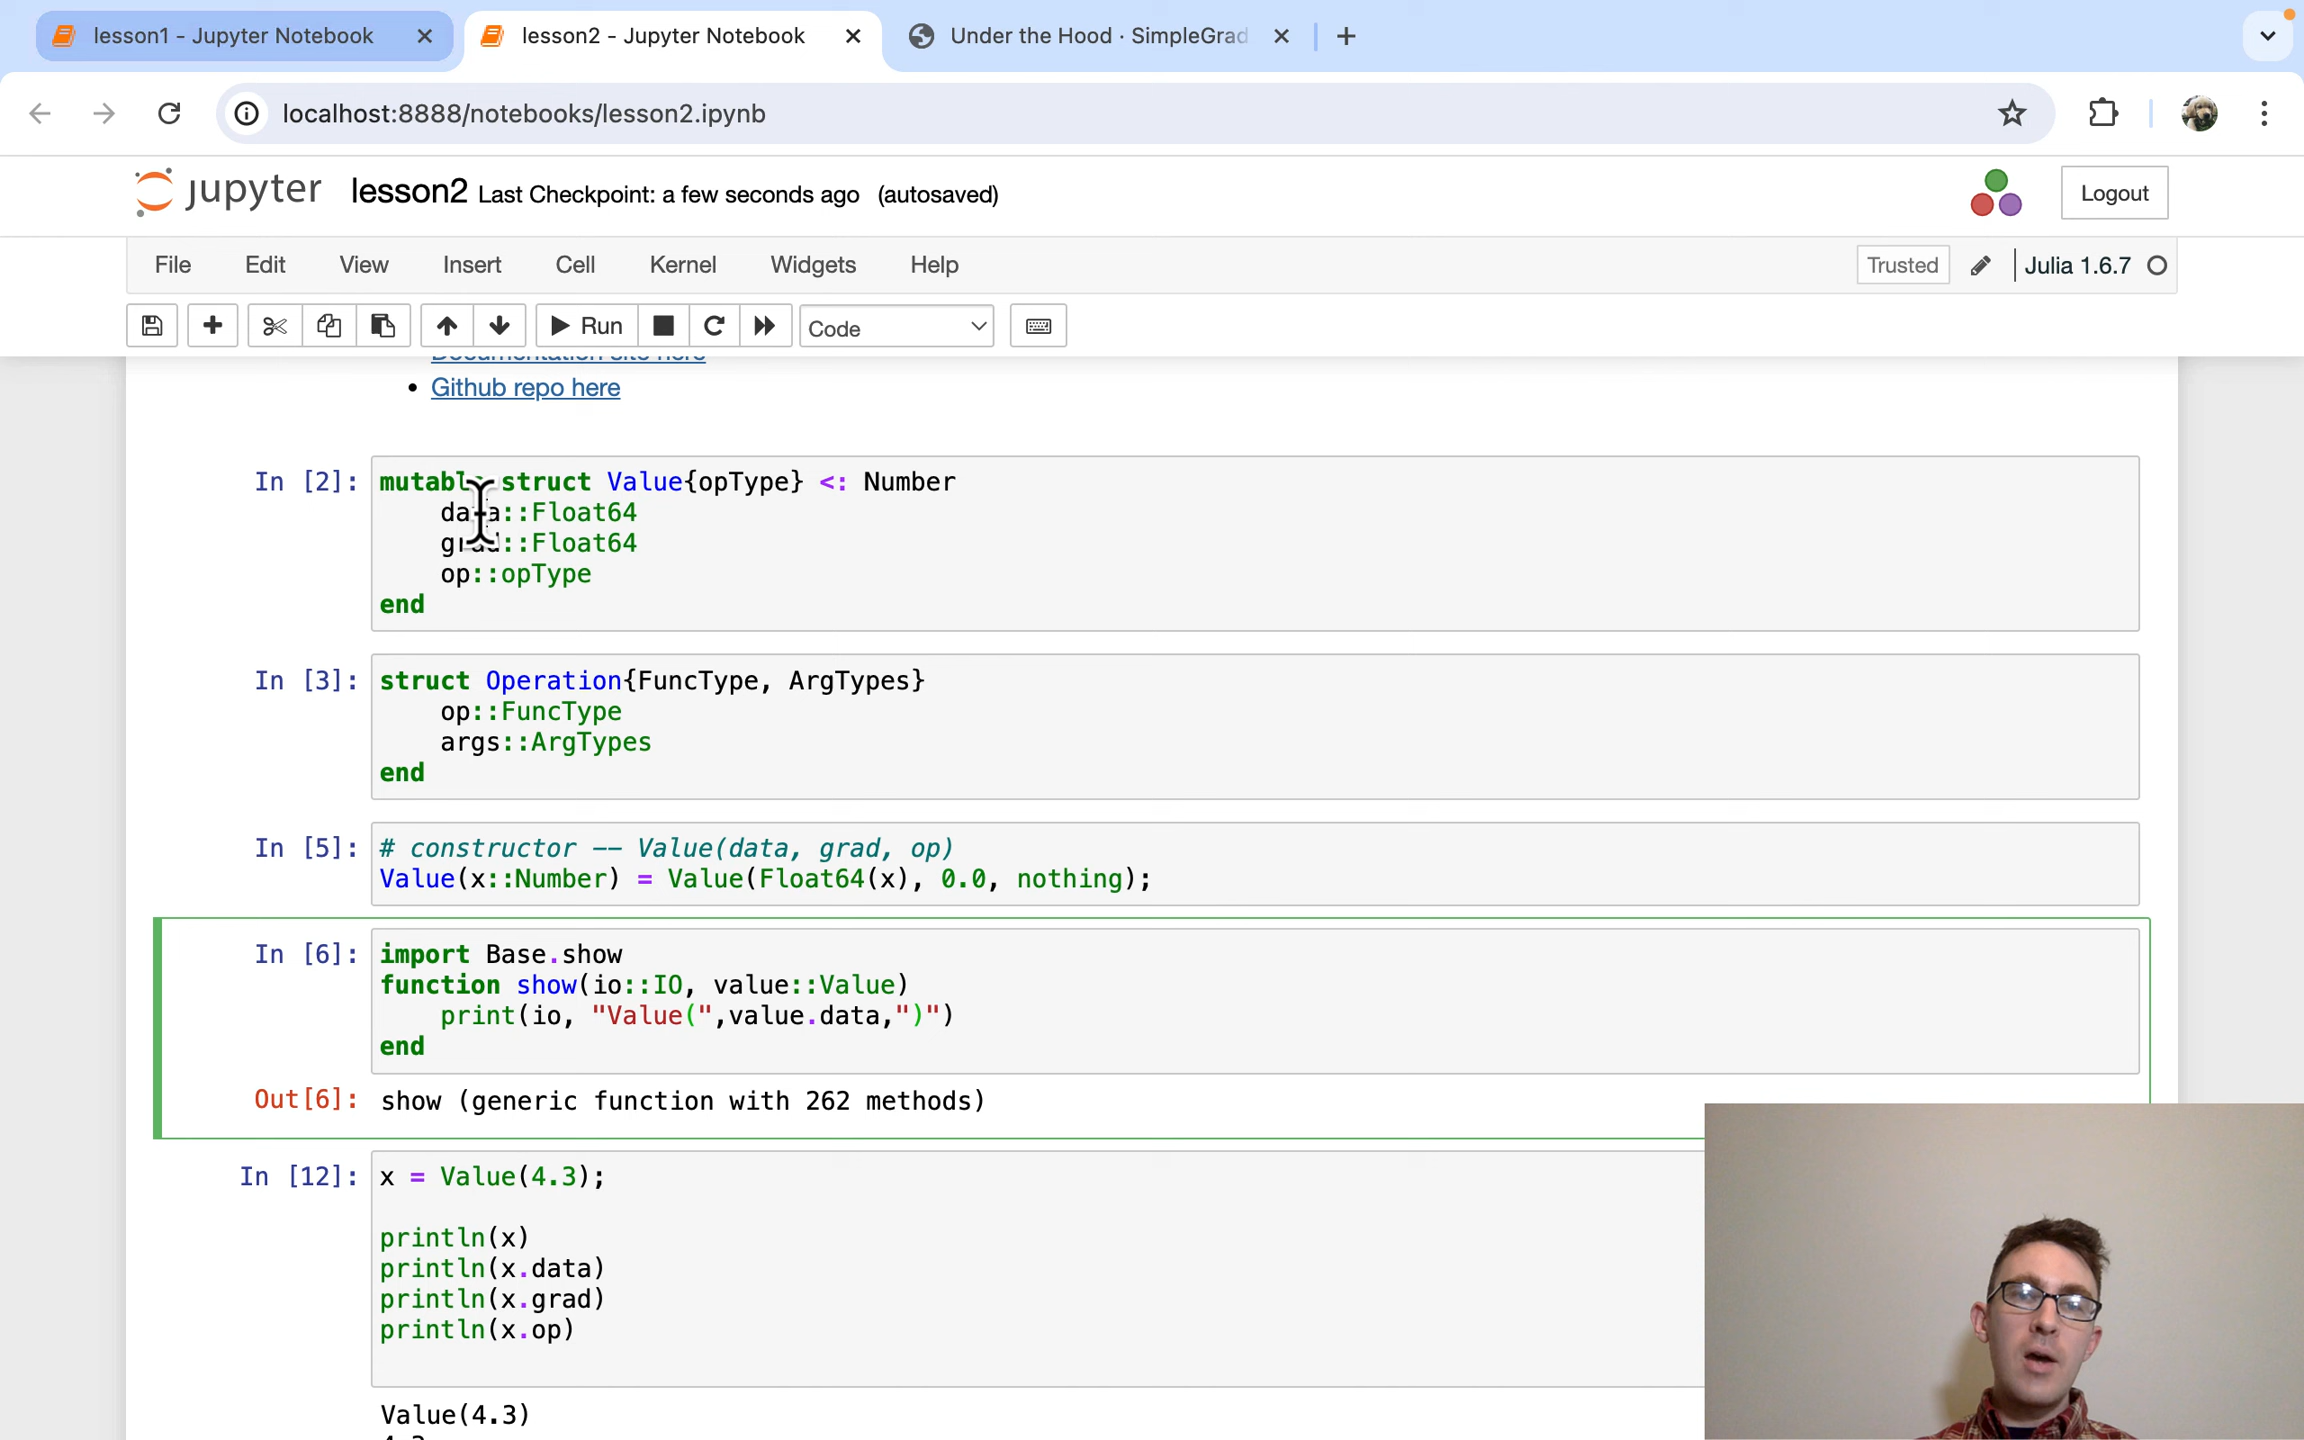 lesson1 - Jupyter Notebook
lesson2 - Jupyter Notebook
Under the Hood · SimpleGrad
localhost:8888/notebooks/lesson2.ipynb
jupyter lesson2 Last Checkpoint: a few seconds ago (autosaved)
Logout
File Edit View Insert Cell Kernel Widgets Help
Trusted Julia 1.6.7
Run Code
Documentation site here
• Github repo here
In [2]: mutable struct Value{opType} <: Number
data::Float64
grad::Float64
op::opType
end
In [3]: struct Operation{FuncType, ArgTypes}
op::FuncType
args::ArgTypes
end
In [5]: # constructor -- Value(data, grad, op)
Value(x::Number) = Value(Float64(x), 0.0, nothing);
In [6]: import Base.show
function show(io::IO, value::Value)
print(io, "Value(",value.data,")")
end
Out[6]: show (generic function with 262 methods)
In [12]: x = Value(4.3);
println(x)
println(x.data)
println(x.grad)
println(x.op)
Value(4.3)